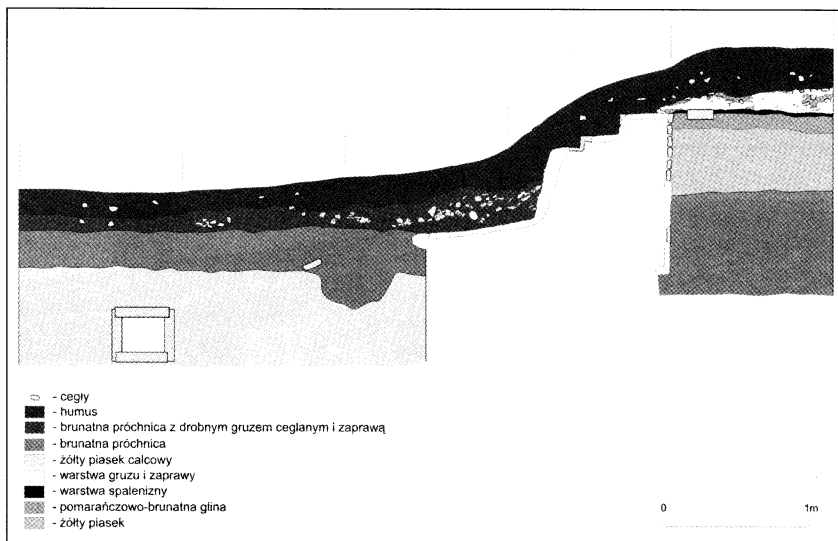 - cegły
- humus
- brunatna próchnica z drobnym gruzem ceglanym i zaprawą
- brunatna próchnica
- żółty piasek calcowy
- warstwa gruzu i zaprawy
- warstwa spalenizny
- pomarańczowo-brunatna glina
- żółty piasek
0 1m